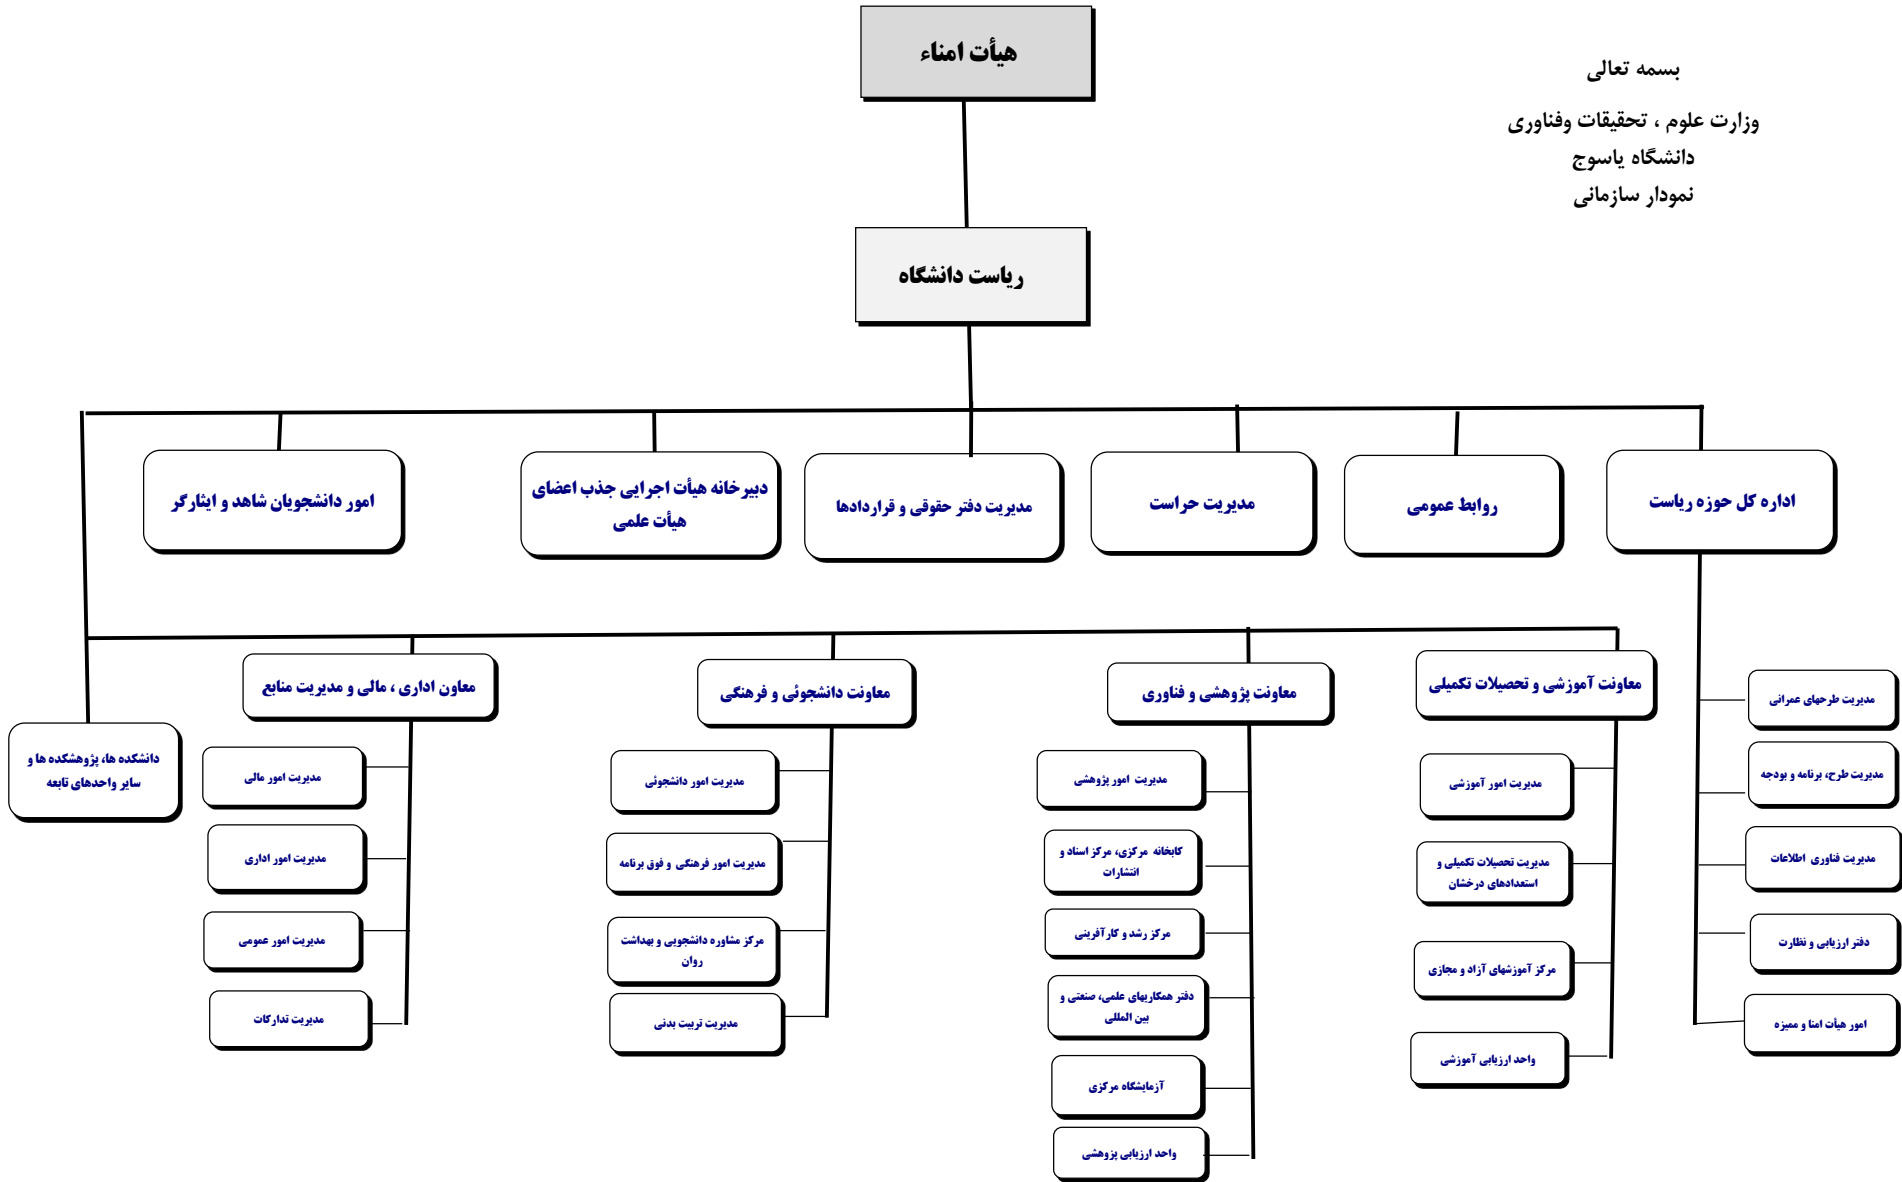 بسمه تعالی
وزارت علوم ، تحقیقات وفناوری
دانشگاه یاسوج
نمودار سازمانی
هیأت امناء
ریاست دانشگاه
اداره کل حوزه ریاست
روابط عمومی
مدیریت حراست
مدیریت دفتر حقوقی و قراردادها
دبیرخانه هیأت اجرایی جذب اعضای
هیأت علمی
امور دانشجویان شاهد و ایثارگر
معاونت آموزشی و تحصیلات تکمیلی
معاونت پژوهشی و فناوری
معاونت دانشجوئی و فرهنگی
معاون اداری ، مالی و مدیریت منابع
دانشکده ها، پژوهشکده ها و
سایر واحدهای تابعه
مدیریت طرحهای عمرانی
مدیریت طرح، برنامه و بودجه
مدیریت فناوری اطلاعات
دفتر ارزیابی و نظارت
امور هیأت امنا و ممیزه
مدیریت امور آموزشی
مدیریت تحصیلات تکمیلی و
استعدادهای درخشان
مرکز آموزشهای آزاد و مجازی
واحد ارزیابی آموزشی
مدیریت امور پژوهشی
کابخانه مرکزی، مرکز اسناد و
انتشارات
مرکز رشد و کارآفرینی
دفتر همکاریهای علمی، صنعتی و
بین المللی
آزمایشگاه مرکزی
واحد ارزیابی پژوهشی
مدیریت امور دانشجوئی
مدیریت امور فرهنگی و فوق برنامه
مرکز مشاوره دانشجویی و بهداشت
روان
مدیریت تربیت بدنی
مدیریت امور مالی
مدیریت امور اداری
مدیریت امور عمومی
مدیریت تدارکات